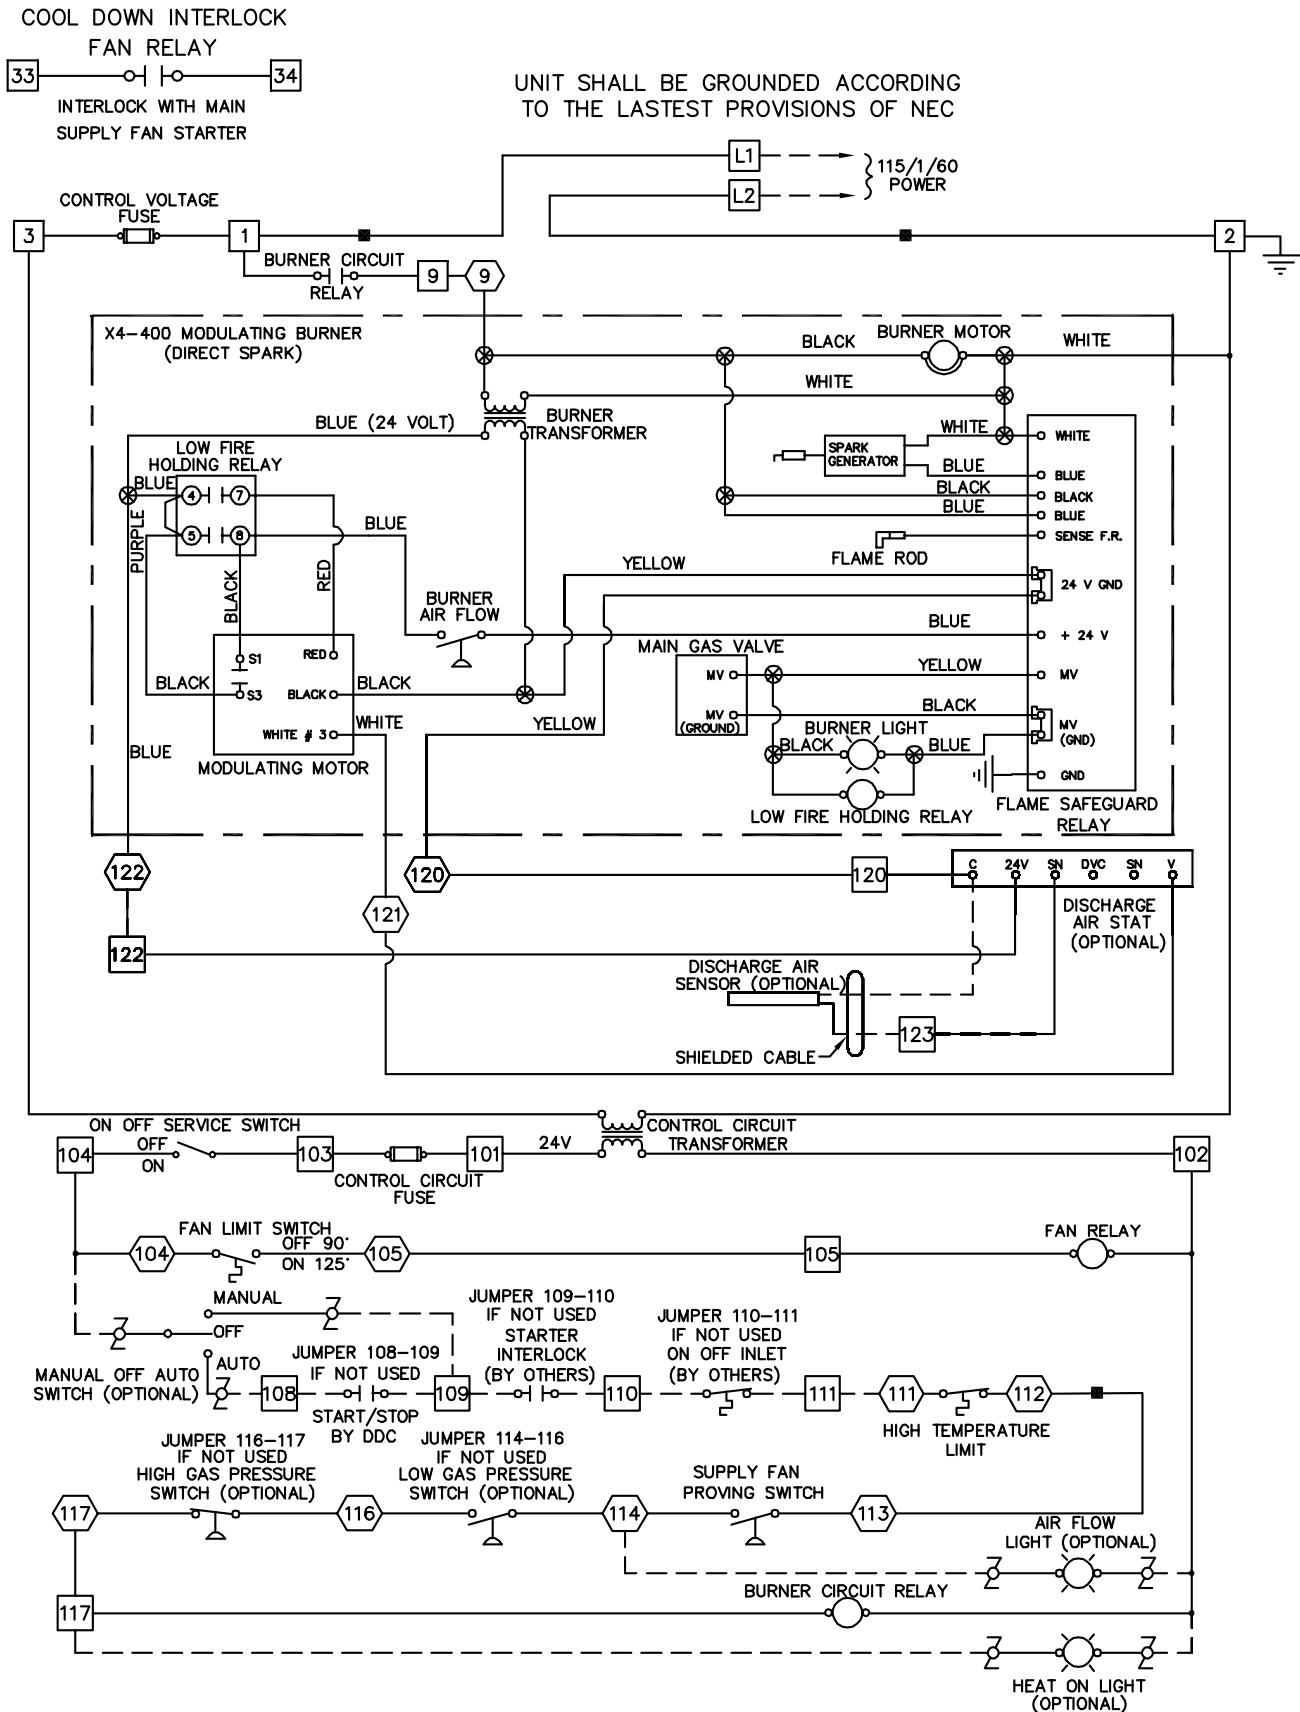 COOL DOWN INTERLOCK
FAN RELAY
33
34
INTERLOCK WITH MAIN
SUPPLY FAN STARTER
UNIT SHALL BE GROUNDED ACCORDING
TO THE LASTEST PROVISIONS OF NEC
L1
L2
115/1/60
POWER
CONTROL VOLTAGE
FUSE
3
1
2
BURNER CIRCUIT
RELAY
9
9
X4-400 MODULATING BURNER
(DIRECT SPARK)
BLACK
BURNER MOTOR
WHITE
WHITE
BLUE (24 VOLT)
BURNER
TRANSFORMER
LOW FIRE
HOLDING RELAY
BLUE
4
7
5
8
PURPLE
BLACK
RED
BLUE
SPARK
GENERATOR
WHITE
BLUE
BLACK
BLUE
WHITE
BLUE
BLACK
BLUE
SENSE F.R.
FLAME ROD
YELLOW
24 V GND
BURNER
AIR FLOW
BLUE
+ 24 V
MAIN GAS VALVE
S1
RED
S3
BLACK
WHITE # 3
BLACK
BLACK
WHITE
MODULATING MOTOR
BLUE
YELLOW
MV
MV
(GROUND)
YELLOW
MV
BLACK
MV
(GND)
BURNER LIGHT
BLACK
BLUE
GND
LOW FIRE HOLDING RELAY
FLAME SAFEGUARD
RELAY
122
120
120
C
24V
SN
DVC
SN
V
121
DISCHARGE
AIR STAT
(OPTIONAL)
122
DISCHARGE AIR
SENSOR (OPTIONAL)
123
SHIELDED CABLE
ON OFF SERVICE SWITCH
OFF
ON
104
103
101
24V
CONTROL CIRCUIT
TRANSFORMER
102
CONTROL CIRCUIT
FUSE
FAN LIMIT SWITCH
OFF 90°
ON 125°
104
105
105
FAN RELAY
MANUAL
OFF
AUTO
MANUAL OFF AUTO
SWITCH (OPTIONAL)
JUMPER 108-109
IF NOT USED
JUMPER 109-110
IF NOT USED
STARTER
INTERLOCK
(BY OTHERS)
JUMPER 110-111
IF NOT USED
ON OFF INLET
(BY OTHERS)
108
109
110
111
111
112
START/STOP
BY DDC
HIGH TEMPERATURE
LIMIT
JUMPER 116-117
IF NOT USED
HIGH GAS PRESSURE
SWITCH (OPTIONAL)
JUMPER 114-116
IF NOT USED
LOW GAS PRESSURE
SWITCH (OPTIONAL)
SUPPLY FAN
PROVING SWITCH
117
116
114
113
AIR FLOW
LIGHT (OPTIONAL)
BURNER CIRCUIT RELAY
117
HEAT ON LIGHT
(OPTIONAL)